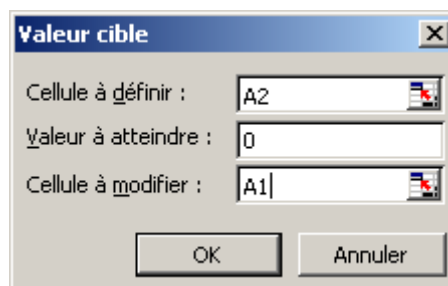 Valeur cible
Cellule à définir : A2
Valeur à atteindre : 0
Cellule à modifier : A1
OK Annuler